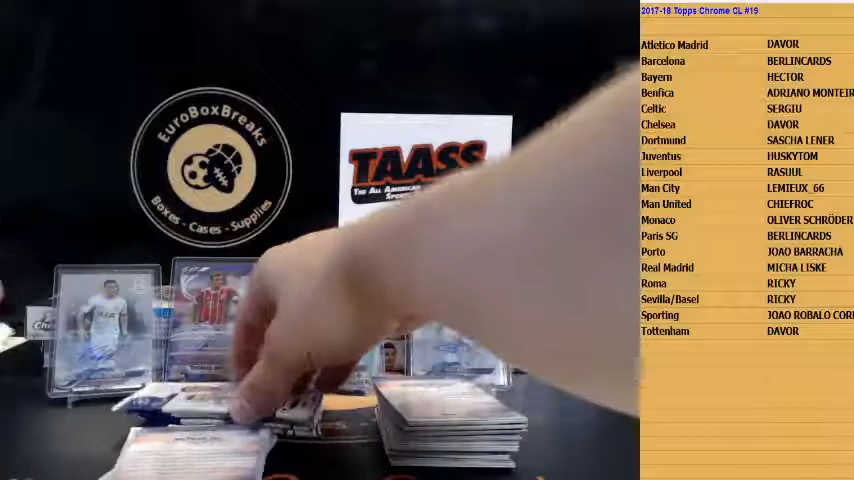 2017-18 Topps Chrome CL #19
Atletico Madrid DAVOR
Barcelona BERLINCARDS
Bayern HECTOR
Benfica ADRIANO MONTEIR
Celtic SERGIU
Chelsea DAVOR
Dortmund SASCHA LENER
Juventus HUSKYTOM
Liverpool RASUUL
Man City LEMIEUX_66
Man United CHIEFROC
Monaco OLIVER SCHRÖDER
Paris SG BERLINCARDS
Porto JOAO BARRACHA
Real Madrid MICHA LISKE
Roma RICKY
Sevilla/Basel RICKY
Sporting JOAO ROBALO COR
Tottenham DAVOR
EuroBoxBreaks
Boxes - Cases - Supplies
TAASS
THE ALL AMERICAN